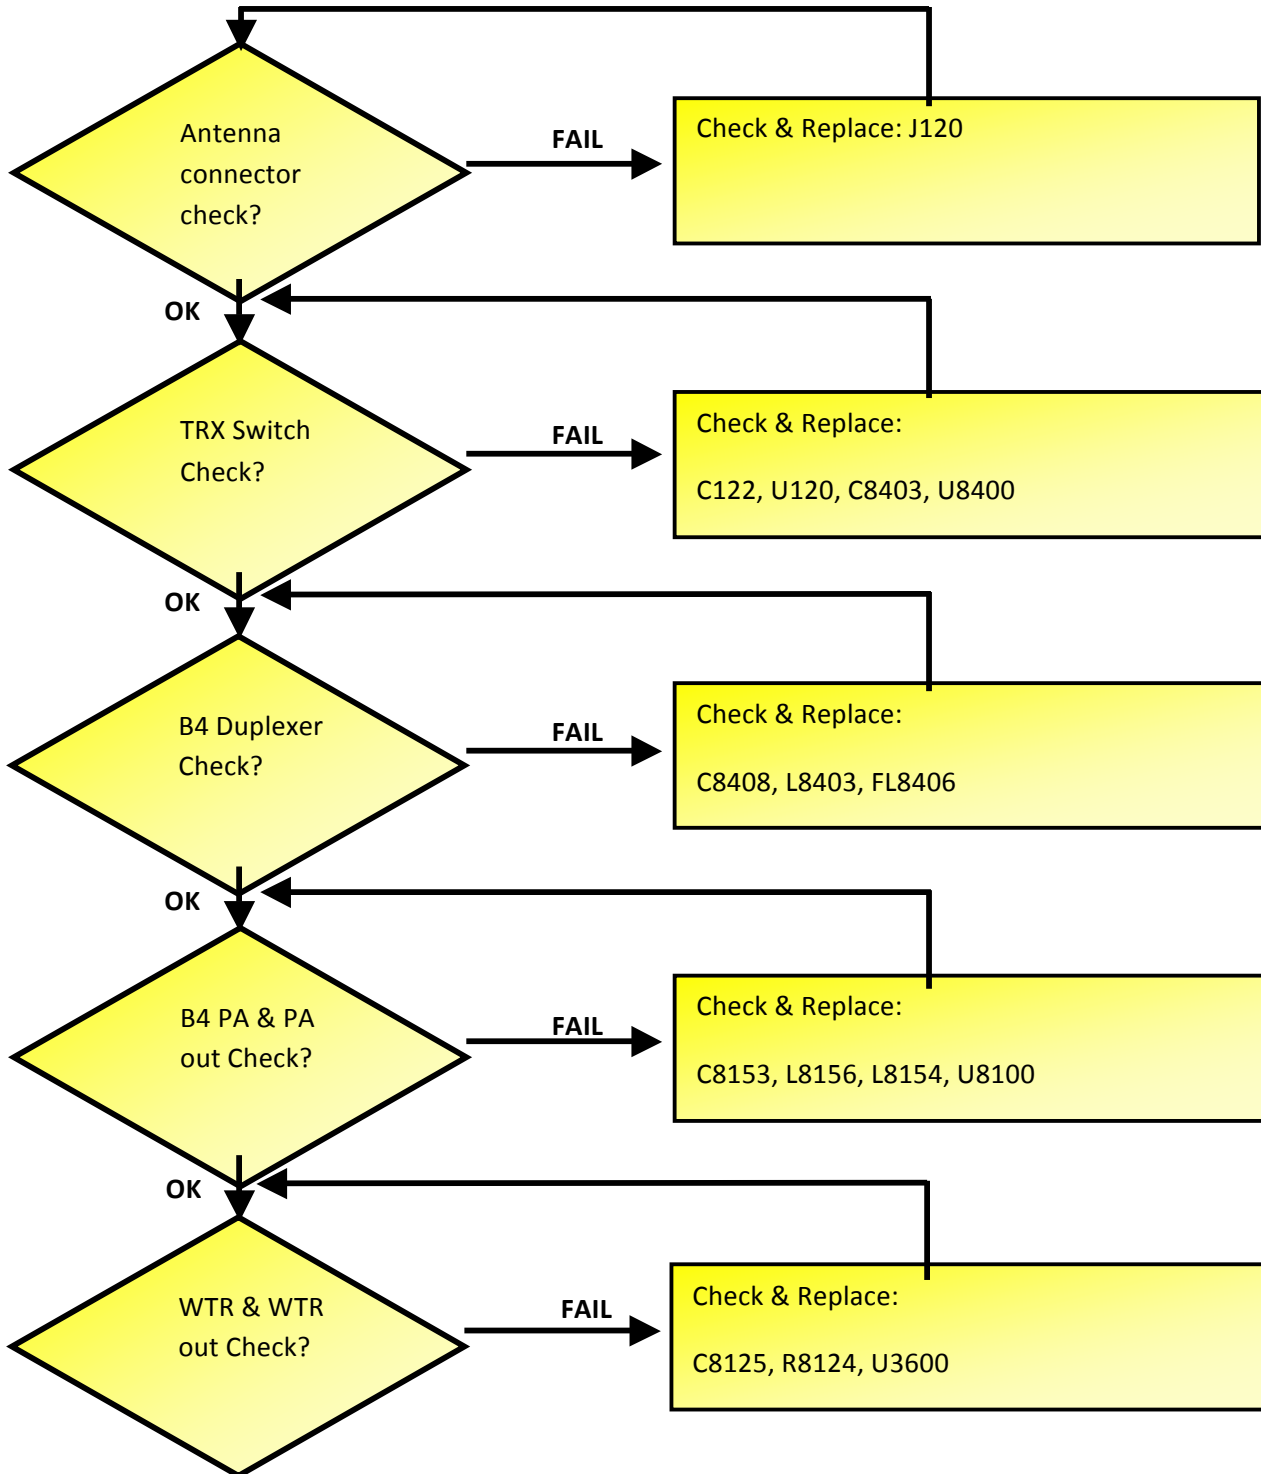 Antenna
connector
check?
FAIL
Check & Replace: J120
OK
TRX Switch
Check?
FAIL
Check & Replace:
C122, U120, C8403, U8400
OK
B4 Duplexer
Check?
FAIL
Check & Replace:
C8408, L8403, FL8406
OK
B4 PA & PA
out Check?
FAIL
Check & Replace:
C8153, L8156, L8154, U8100
OK
WTR & WTR
out Check?
FAIL
Check & Replace:
C8125, R8124, U3600